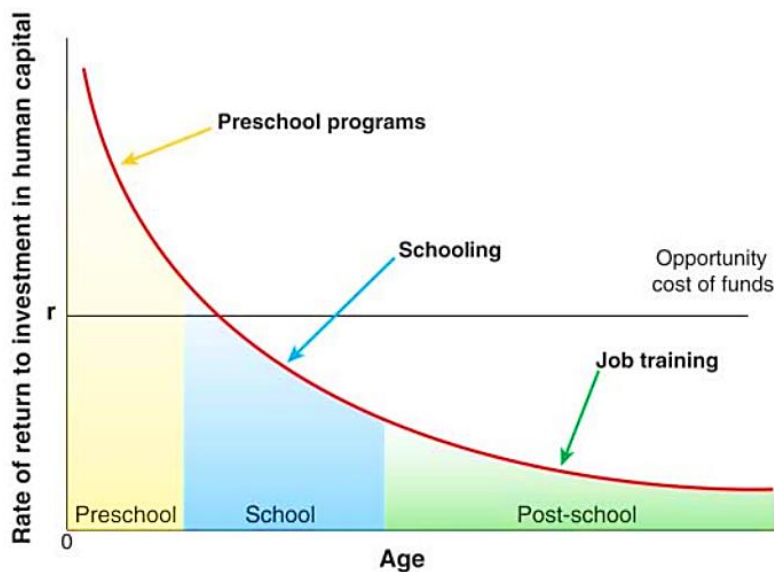 Rate of return to investment in human capital
Preschool programs
Schooling
Opportunity
cost of funds
r
Job training
Preschool
School
Post-school
0
Age